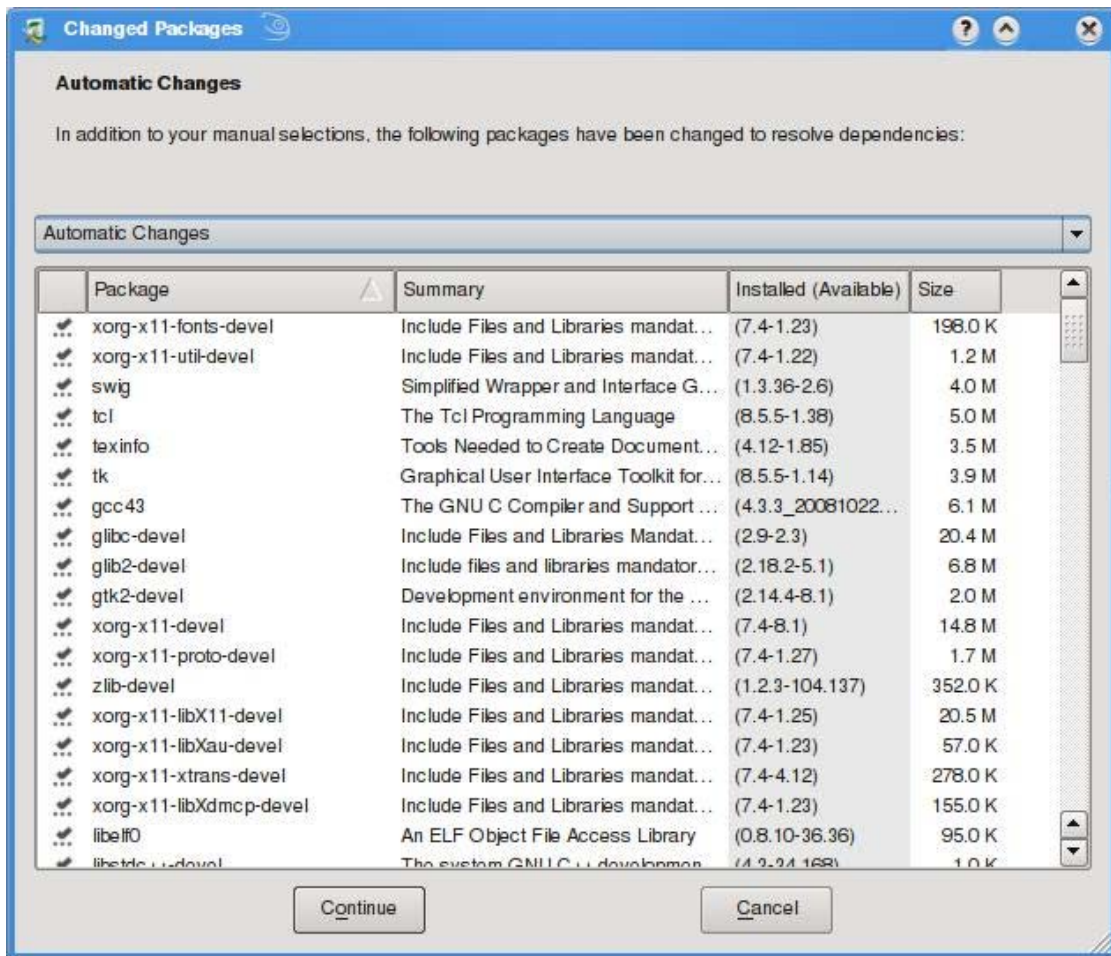 Changed Packages
Automatic Changes
In addition to your manual selections, the following packages have been changed to resolve dependencies:
Automatic Changes
Package Summary Installed (Available) Size
xorg-x11-fonts-devel Include Files and Libraries mandat... (7.4-1.23) 198.0 K
xorg-x11-util-devel Include Files and Libraries mandat... (7.4-1.22) 1.2 M
swig Simplified Wrapper and Interface G... (1.3.36-2.6) 4.0 M
tcl The Tcl Programming Language (8.5.5-1.38) 5.0 M
texinfo Tools Needed to Create Document... (4.12-1.85) 3.5 M
tk Graphical User Interface Toolkit for... (8.5.5-1.14) 3.9 M
gcc43 The GNU C Compiler and Support ... (4.3.3_20081022... 6.1 M
glibc-devel Include Files and Libraries Mandat... (2.9-2.3) 20.4 M
glib2-devel Include files and libraries mandator... (2.18.2-5.1) 6.8 M
gtk2-devel Development environment for the ... (2.14.4-8.1) 2.0 M
xorg-x11-devel Include Files and Libraries mandat... (7.4-8.1) 14.8 M
xorg-x11-proto-devel Include Files and Libraries mandat... (7.4-1.27) 1.7 M
zlib-devel Include Files and Libraries mandat... (1.2.3-104.137) 352.0 K
xorg-x11-libX11-devel Include Files and Libraries mandat... (7.4-1.25) 20.5 M
xorg-x11-libXau-devel Include Files and Libraries mandat... (7.4-1.23) 57.0 K
xorg-x11-xtrans-devel Include Files and Libraries mandat... (7.4-4.12) 278.0 K
xorg-x11-libXdmcp-devel Include Files and Libraries mandat... (7.4-1.23) 155.0 K
libelf0 An ELF Object File Access Library (0.8.10-36.36) 95.0 K
libstdc++-devel The system GNU C++ developmen... (4.3-34.168) 1.0 K
Continue Cancel